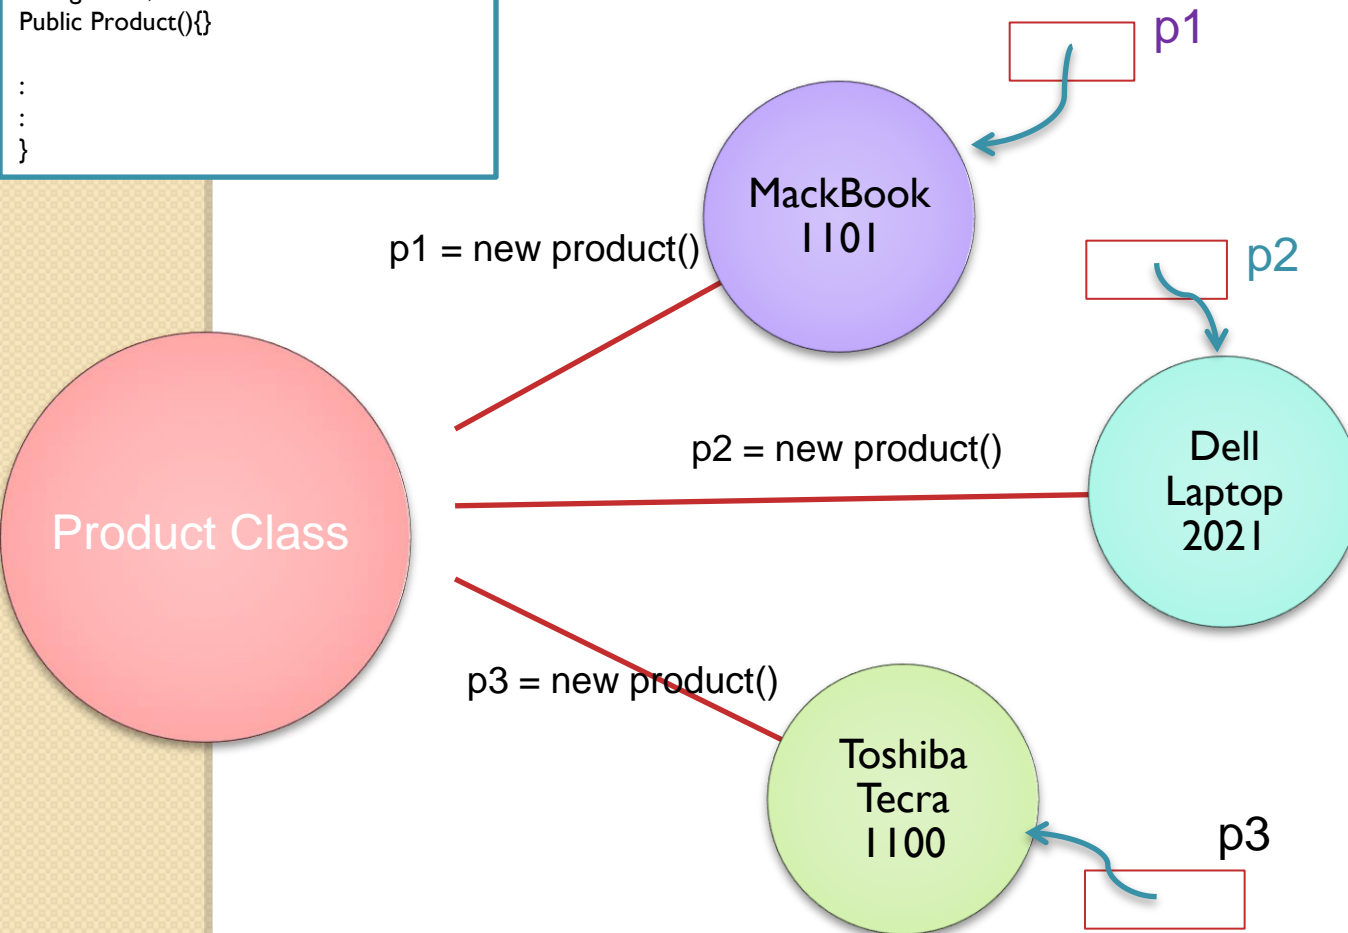 Public Product(){}
:
:
}
p1
MackBook
1101
p1 = new product()
p2
p2 = new product()
Dell
Laptop
2021
Product Class
p3 = new product()
Toshiba
Tecra
1100
p3